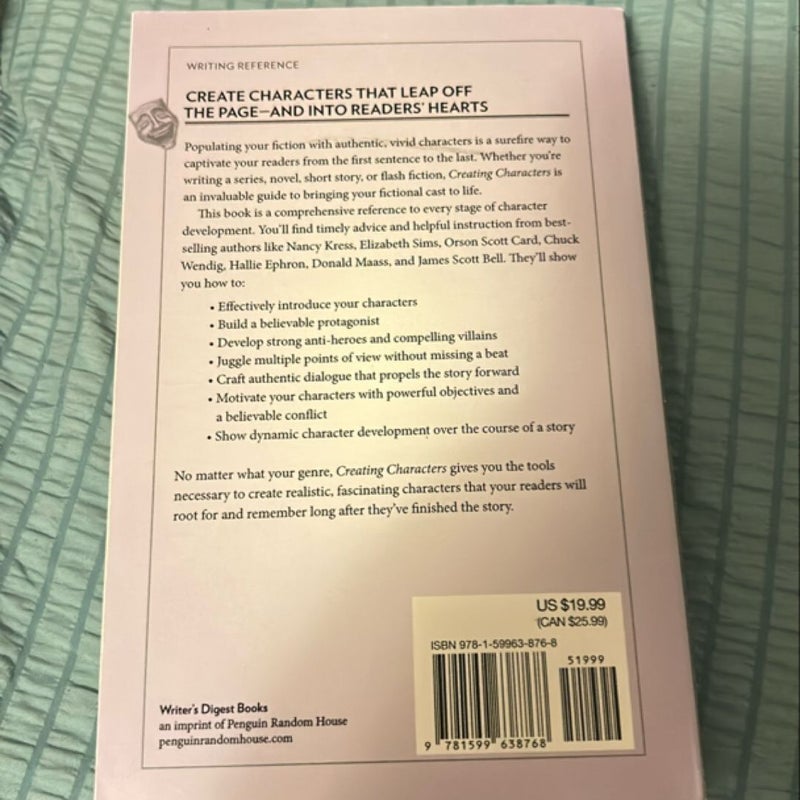 WRITING REFERENCE
CREATE CHARACTERS THAT LEAP OFF
THE PAGE—AND INTO READERS' HEARTS
Populating your fiction with authentic, vivid characters is a surefire way to
captivate your readers from the first sentence to the last. Whether you're
writing a series, novel, short story, or flash fiction, Creating Characters is
an invaluable guide to bringing your fictional cast to life.
This book is a comprehensive reference to every stage of character
development. You'll find timely advice and helpful instruction from best-
selling authors like Nancy Kress, Elizabeth Sims, Orson Scott Card, Chuck
Wendig, Hallie Ephron, Donald Maass, and James Scott Bell. They'll show
you how to:
• Effectively introduce your characters
• Build a believable protagonist
• Develop strong anti-heroes and compelling villains
• Juggle multiple points of view without missing a beat
• Craft authentic dialogue that propels the story forward
• Motivate your characters with powerful objectives and
a believable conflict
• Show dynamic character development over the course of a story
No matter what your genre, Creating Characters gives you the tools
necessary to create realistic, fascinating characters that your readers will
root for and remember long after they've finished the story.
US $19.99
(CAN $25.99)
ISBN 978-1-59963-876-8
51999
9 781599 638768
Writer's Digest Books
an imprint of Penguin Random House
penguinrandomhouse.com